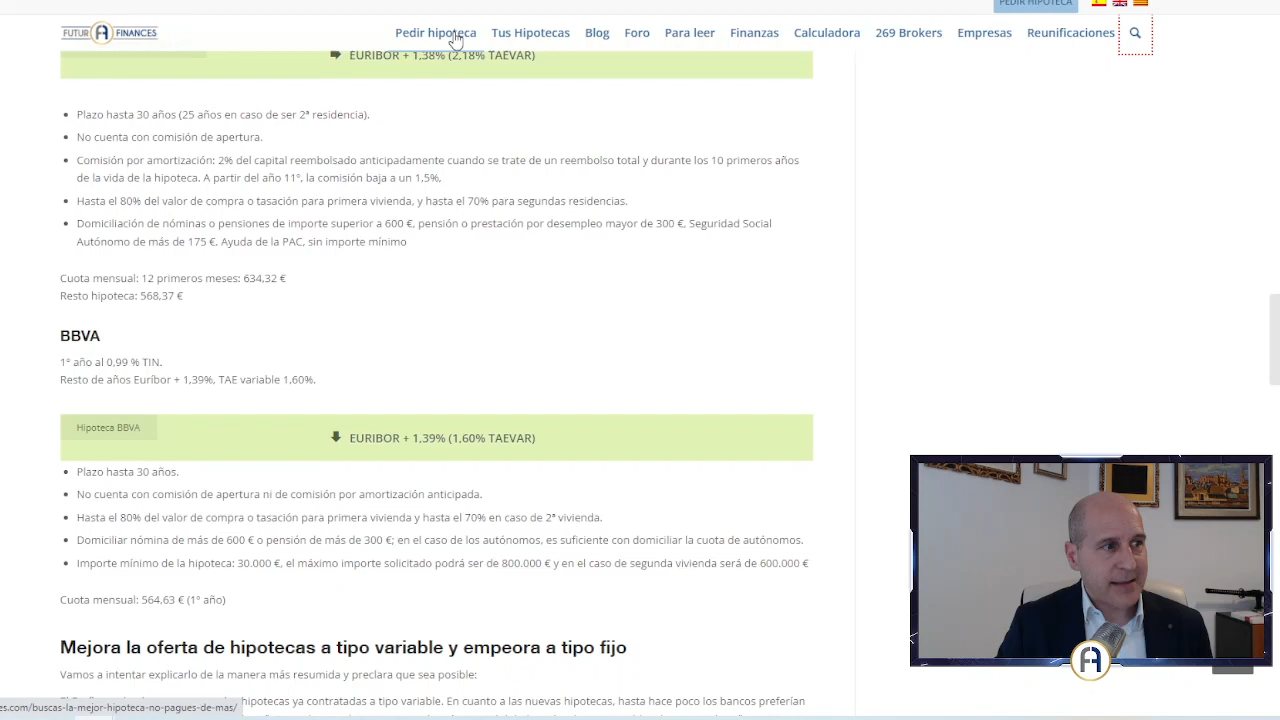 PEDIR HIPOTECA
FUTUR FINANCES
Pedir hipoteca Tus Hipotecas Blog Foro Para leer Finanzas Calculadora 269 Brokers Empresas Reunificaciones
EURIBOR + 1,38% (2,18% TAEVAR)
Plazo hasta 30 años (25 años en caso de ser 2ª residencia).
No cuenta con comisión de apertura.
Comisión por amortización: 2% del capital reembolsado anticipadamente cuando se trate de un reembolso total y durante los 10 primeros años
de la vida de la hipoteca. A partir del año 11º, la comisión baja a un 1,5%,
Hasta el 80% del valor de compra o tasación para primera vivienda, y hasta el 70% para segundas residencias.
Domiciliación de nóminas o pensiones de importe superior a 600 €, pensión o prestación por desempleo mayor de 300 €, Seguridad Social
Autónomo de más de 175 €. Ayuda de la PAC, sin importe mínimo
Cuota mensual: 12 primeros meses: 634,32 €
Resto hipoteca: 568,37 €
BBVA
1º año al 0,99 % TIN.
Resto de años Euríbor + 1,39%, TAE variable 1,60%.
Hipoteca BBVA
EURIBOR + 1,39% (1,60% TAEVAR)
Plazo hasta 30 años.
No cuenta con comisión de apertura ni de comisión por amortización anticipada.
Hasta el 80% del valor de compra o tasación para primera vivienda y hasta el 70% en caso de 2ª vivienda.
Domiciliar nómina de más de 600 € o pensión de más de 300 €; en el caso de los autónomos, es suficiente con domiciliar la cuota de autónomos.
Importe mínimo de la hipoteca: 30.000 €, el máximo importe solicitado podrá ser de 800.000 € y en el caso de segunda vivienda será de 600.000 €
Cuota mensual: 564,63 € (1º año)
Mejora la oferta de hipotecas a tipo variable y empeora a tipo fijo
Vamos a intentar explicarlo de la manera más resumida y preclara que sea posible:
hipotecas ya contratadas a tipo variable. En cuanto a las nuevas hipotecas, hasta hace poco los bancos preferían
es.com/buscas-la-mejor-hipoteca-no-pagues-de-mas/